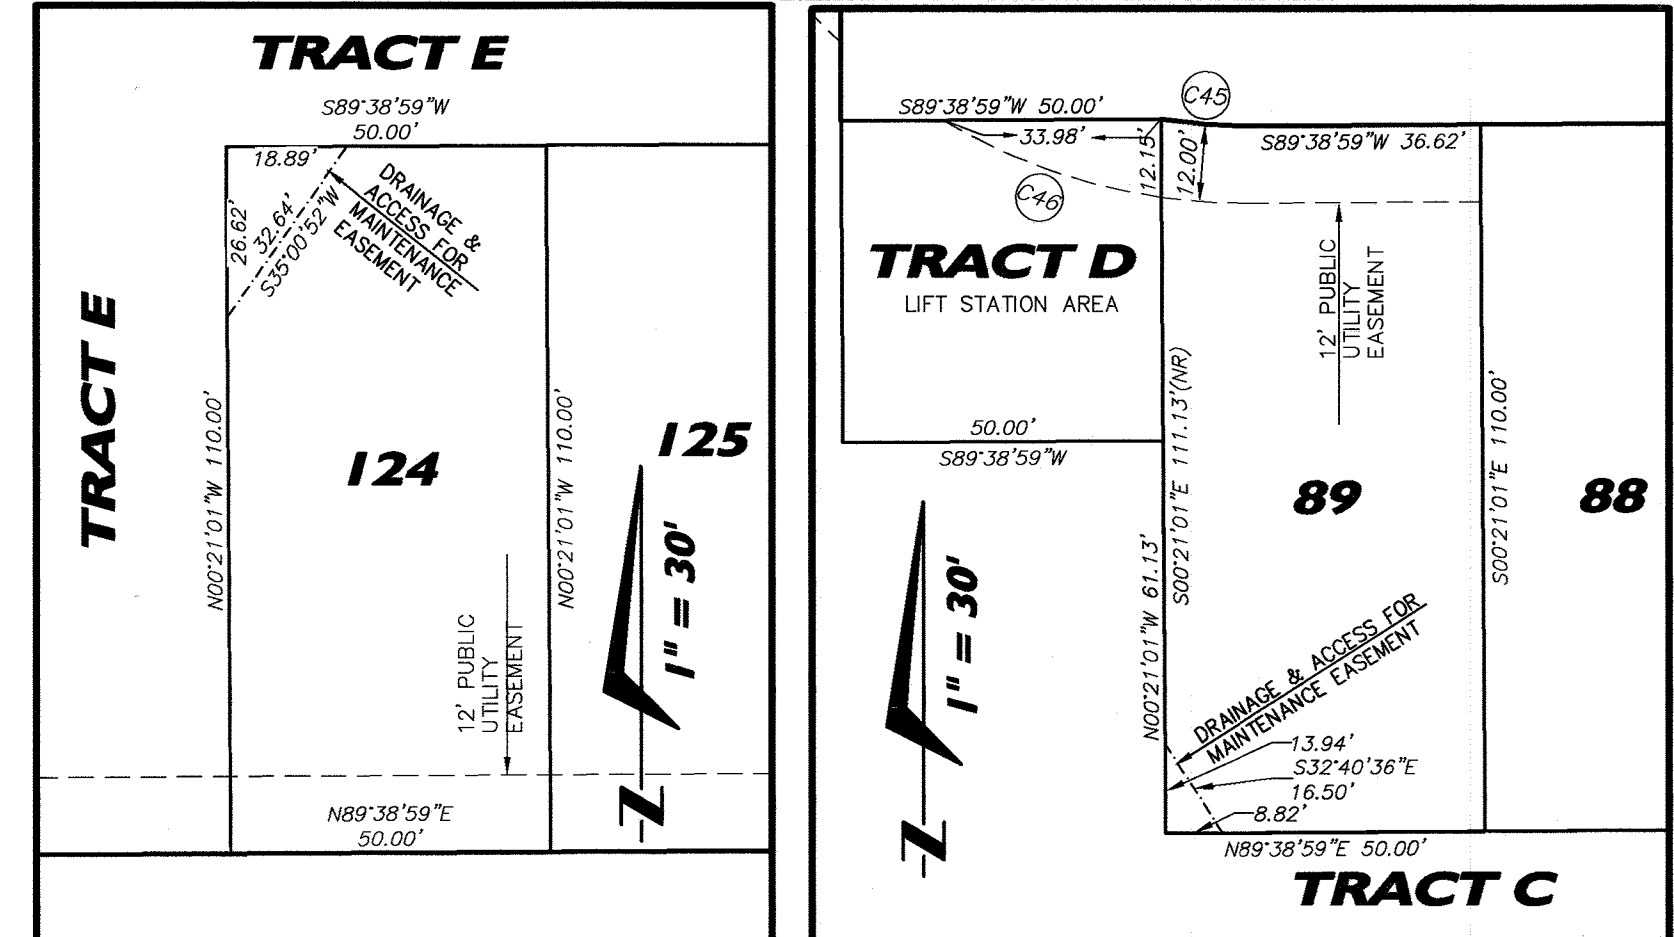 TRACT E
S89°38'59"W
50.00'
18.89'
26.62'
32.64'
S35°00'52"W
DRAINAGE &
ACCESS FOR
MAINTENANCE
EASEMENT
TRACT E
N00°21'01"W 110.00'
124
N00°21'01"W 110.00'
125
1" = 30'
12' PUBLIC
UTILITY
EASEMENT
N
N89°38'59"E
50.00'
S89°38'59"W 50.00'
C45
33.98'
12.15'
12.00'
S89°38'59"W 36.62'
C46
TRACT D
LIFT STATION AREA
12' PUBLIC
UTILITY
EASEMENT
50.00'
S89°38'59"W
N00°21'01"W 61.13'
S00°21'01"E 111.13'(NR)
89
S00°21'01"E 110.00'
88
1" = 30'
N
DRAINAGE & ACCESS FOR
MAINTENANCE EASEMENT
13.94'
S32°40'36"E
16.50'
8.82'
N89°38'59"E 50.00'
TRACT C